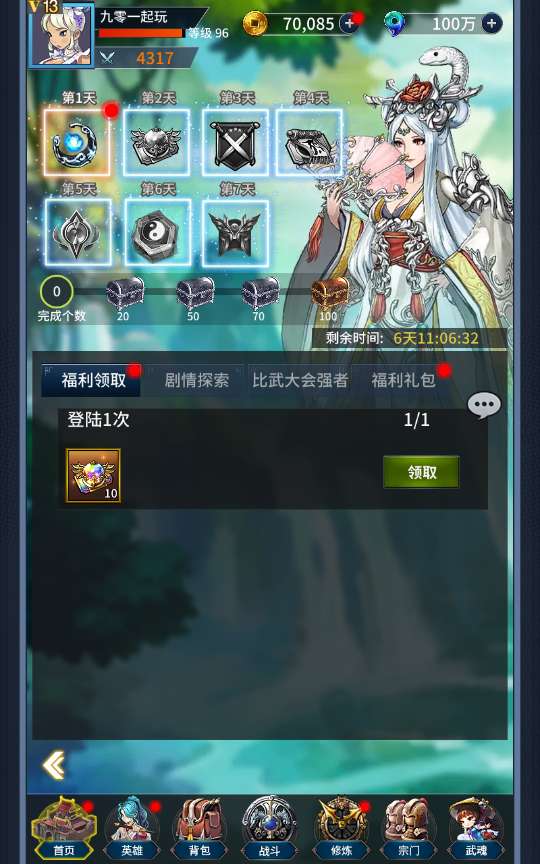 V13
九零一起玩
等级 96
4317
70,085
100万
第1天
第2天
第3天
第4天
第5天
第6天
第7天
0
完成个数
20
50
70
100
剩余时间: 6天11:06:32
福利领取
剧情探索
比武大会强者
福利礼包
登陆1次
1/1
10
领取
首页
英雄
背包
战斗
修炼
宗门
武魂